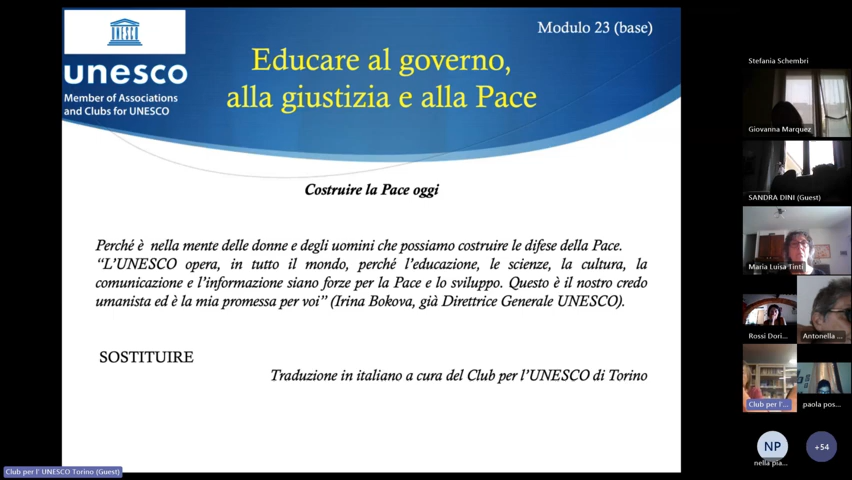 Modulo 23 (base)
unesco
Member of Associations
and Clubs for UNESCO
Educare al governo,
alla giustizia e alla Pace
Costruire la Pace oggi
Perché è nella mente delle donne e degli uomini che possiamo costruire le difese della Pace.
“L’UNESCO opera, in tutto il mondo, perché l’educazione, le scienze, la cultura, la
comunicazione e l’informazione siano forze per la Pace e lo sviluppo. Questo è il nostro credo
umanista ed è la mia promessa per voi” (Irina Bokova, già Direttrice Generale UNESCO).
SOSTITUIRE
Traduzione in italiano a cura del Club per l’UNESCO di Torino
Club per l' UNESCO Torino (Guest)
Stefania Schembri
Giovanna Marquez
SANDRA DINI (Guest)
Maria Luisa Tinti
Rossi Dori...
Antonella ...
Club per l'...
paola pos...
NP
+54
nella pia...